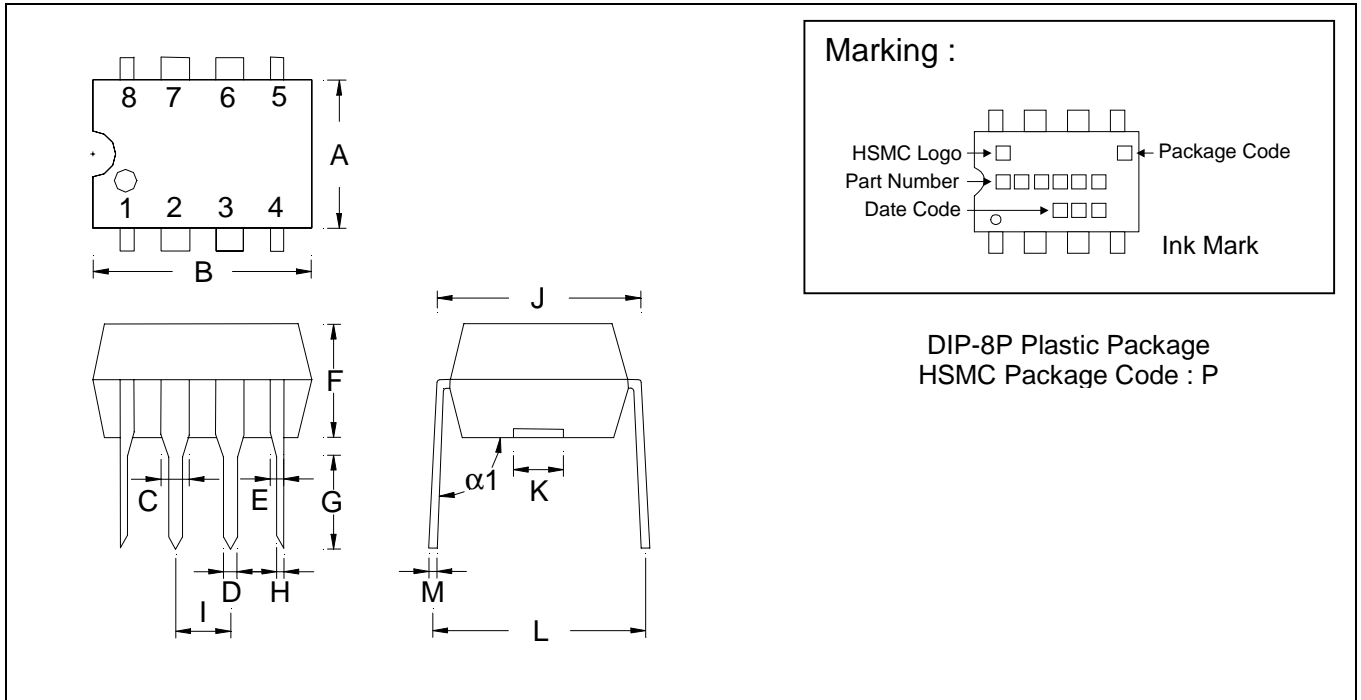 8 7 6 5
A
1 2 3 4
B
Marking :
HSMC Logo
Package Code
Part Number
Date Code
Ink Mark
DIP-8P Plastic Package
HSMC Package Code : P
F
C
E
G
D
H
I
J
α1
K
M
L